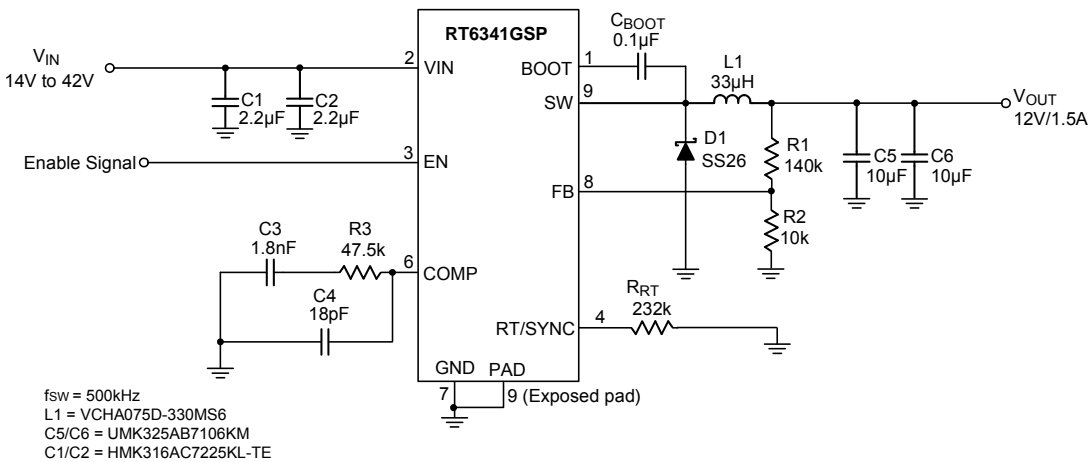 RT6341GSP
VIN
14V to 42V
2
VIN
C1
2.2µF
C2
2.2µF
Enable Signal
3
EN
C3
1.8nF
R3
47.5k
6
COMP
C4
18pF
CBOOT
0.1µF
1
BOOT
9
SW
L1
33µH
VOUT
12V/1.5A
D1
SS26
R1
140k
C5
10µF
C6
10µF
FB
8
R2
10k
RRT
232k
RT/SYNC
4
GND
PAD
7
9 (Exposed pad)
fSW = 500kHz
L1 = VCHA075D-330MS6
C5/C6 = UMK325AB7106KM
C1/C2 = HMK316AC7225KL-TE